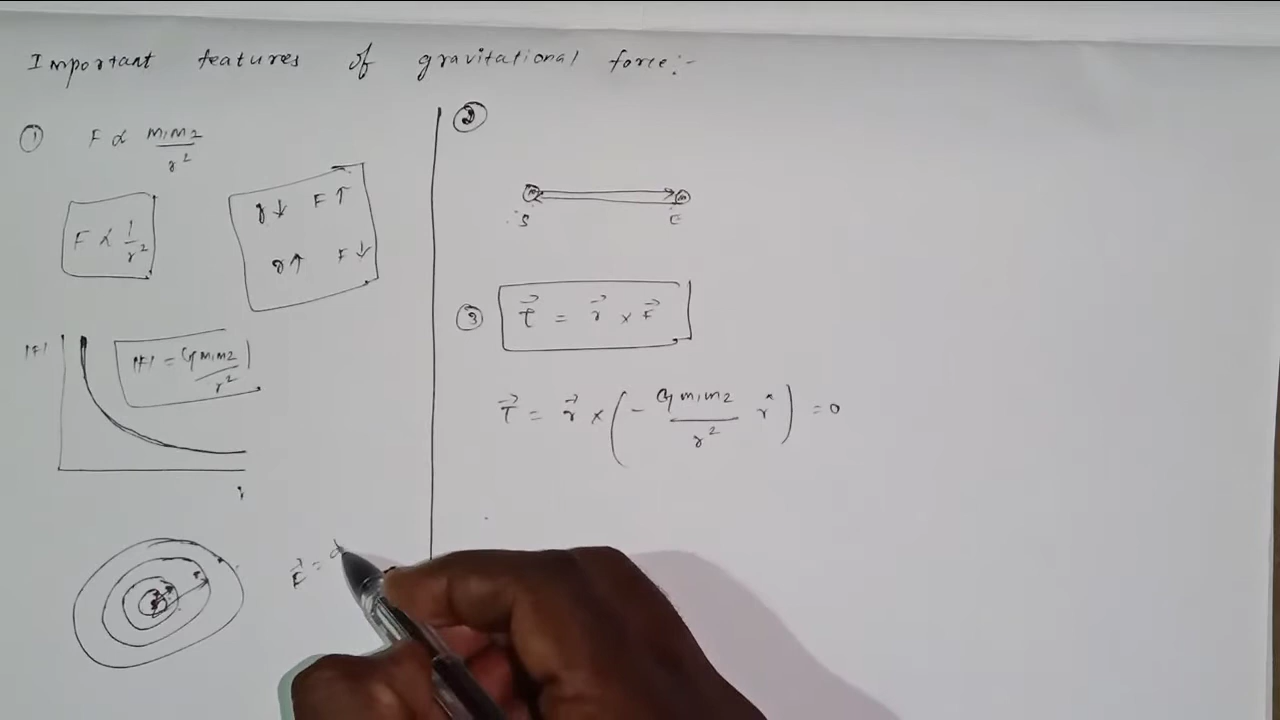 Important features of gravitational force:-
① F ∝ m1m2/r²
F ∝ 1/r²
r↓ F↑
r↑ F↓
|F|
|F| = Gm1m2/r²
r
②
S E
③ τ⃗ = r⃗ × F⃗
τ⃗ = r⃗ × (- Gm1m2/r² r̂) = 0
F⃗ =